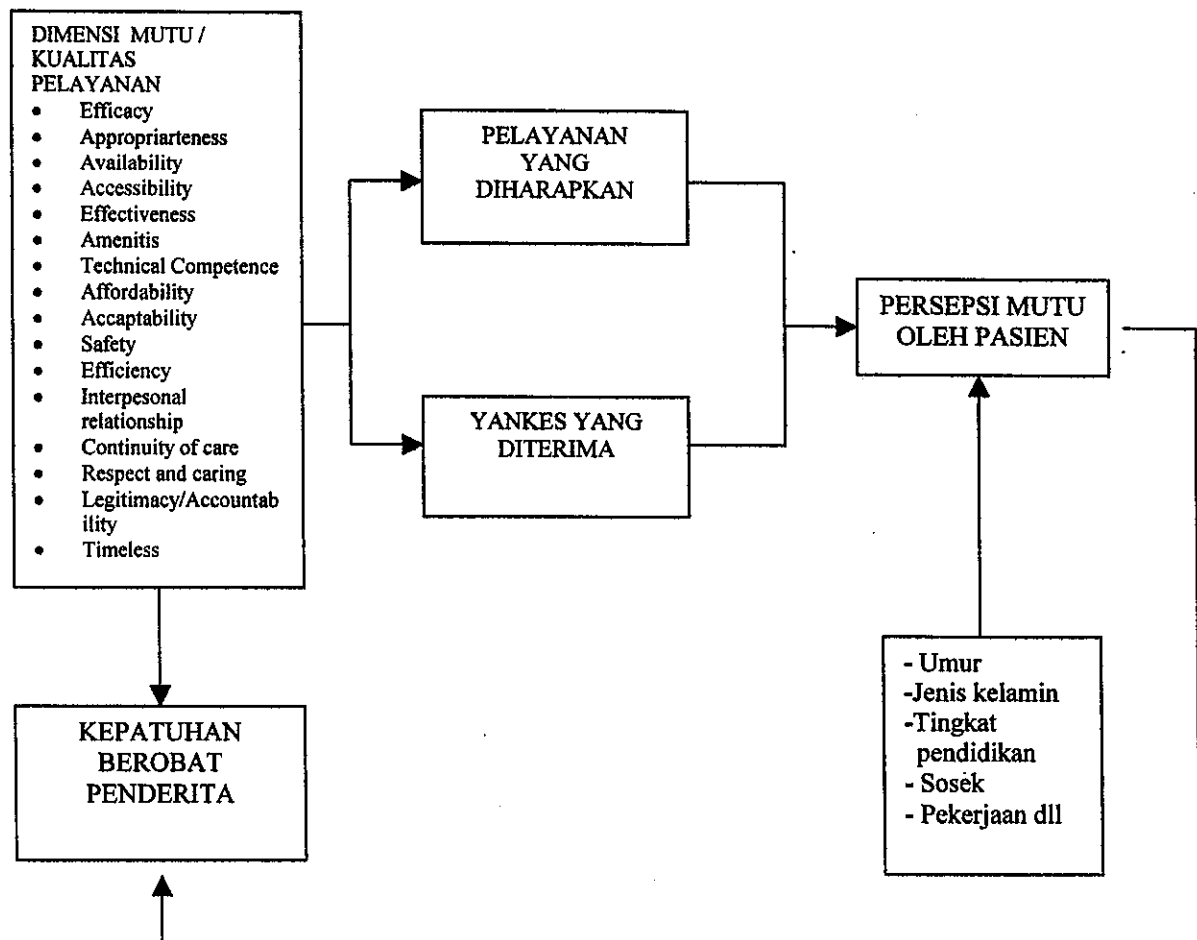 DIMENSI MUTU /
KUALITAS
PELAYANAN
• Efficacy
• Appropriarteness
• Availability
• Accessibility
• Effectiveness
• Amenitis
• Technical Competence
• Affordability
• Accaptability
• Safety
• Efficiency
• Interpesonal
relationship
• Continuity of care
• Respect and caring
• Legitimacy/Accountab
ility
• Timeless
PELAYANAN
YANG
DIHARAPKAN
YANKES YANG
DITERIMA
PERSEPSI MUTU
OLEH PASIEN
- Umur
-Jenis kelamin
-Tingkat
pendidikan
- Sosek
- Pekerjaan dll
KEPATUHAN
BEROBAT
PENDERITA